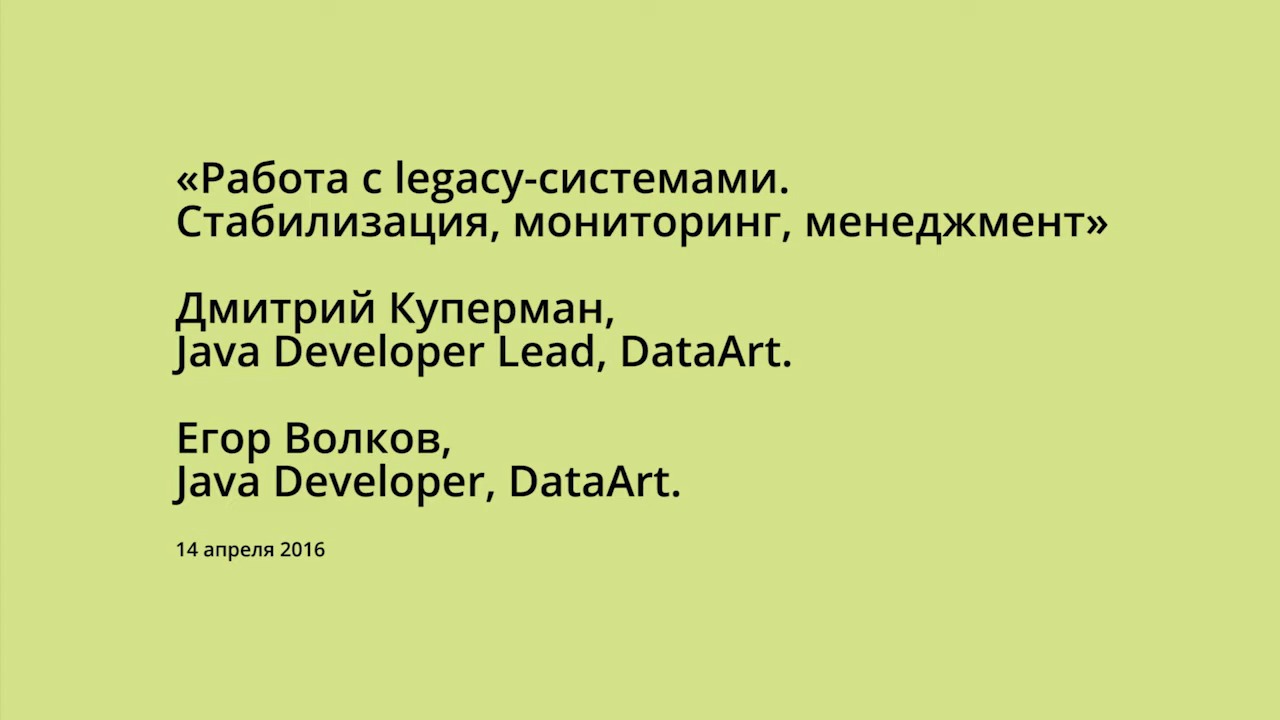 «Работа с legacy-системами.
Стабилизация, мониторинг, менеджмент»
Дмитрий Куперман,
Java Developer Lead, DataArt.
Егор Волков,
Java Developer, DataArt.
14 апреля 2016